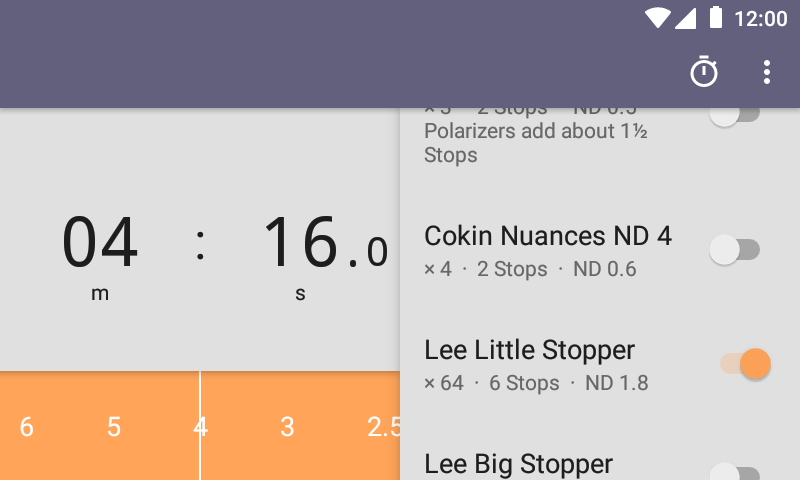 12:00
04 : 16.0
m s
6 5 4 3 2.5
2 Stops
Polarizers add about 1½
Stops
Cokin Nuances ND 4
× 4 · 2 Stops · ND 0.6
Lee Little Stopper
× 64 · 6 Stops · ND 1.8
Lee Big Stopper